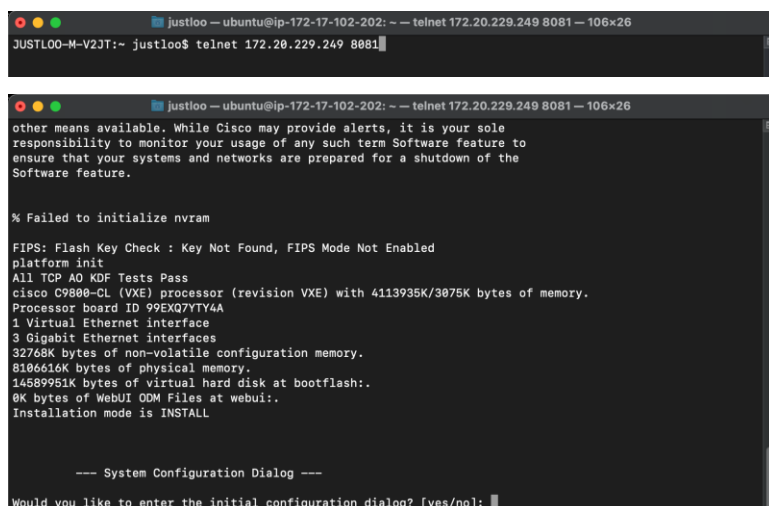 justloo — ubuntu@ip-172-17-102-202: ~ — telnet 172.20.229.249 8081 — 106×26
JUSTLOO-M-V2JT:~ justloo$ telnet 172.20.229.249 8081
justloo — ubuntu@ip-172-17-102-202: ~ — telnet 172.20.229.249 8081 — 106×26
other means available. While Cisco may provide alerts, it is your sole
responsibility to monitor your usage of any such term Software feature to
ensure that your systems and networks are prepared for a shutdown of the
Software feature.
% Failed to initialize nvram
FIPS: Flash Key Check : Key Not Found, FIPS Mode Not Enabled
platform init
All TCP AO KDF Tests Pass
cisco C9800-CL (VXE) processor (revision VXE) with 4113935K/3075K bytes of memory.
Processor board ID 99EXQ7YTY4A
1 Virtual Ethernet interface
3 Gigabit Ethernet interfaces
32768K bytes of non-volatile configuration memory.
8106616K bytes of physical memory.
14589951K bytes of virtual hard disk at bootflash:.
0K bytes of WebUI ODM Files at webui:.
Installation mode is INSTALL
--- System Configuration Dialog ---
Would you like to enter the initial configuration dialog? [yes/no]: